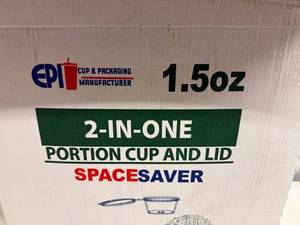 EPI CUP & PACKAGING
MANUFACTURER
1.5oz
2-IN-ONE
PORTION CUP AND LID
SPACESAVER